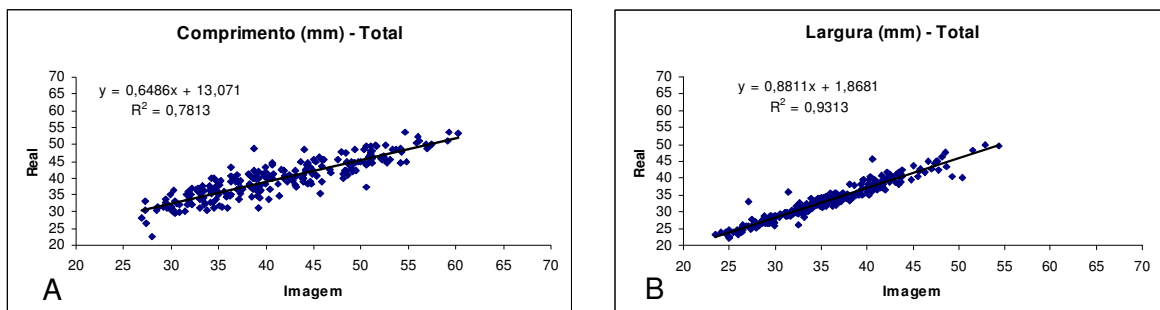 Comprimento (mm) - Total
y = 0,6486x + 13,071
R² = 0,7813
Real
70
65
60
55
50
45
40
35
30
25
20
20 25 30 35 40 45 50 55 60 65 70
Imagem
A
Largura (mm) - Total
y = 0,8811x + 1,8681
R² = 0,9313
Real
70
65
60
55
50
45
40
35
30
25
20
20 25 30 35 40 45 50 55 60 65 70
Imagem
B